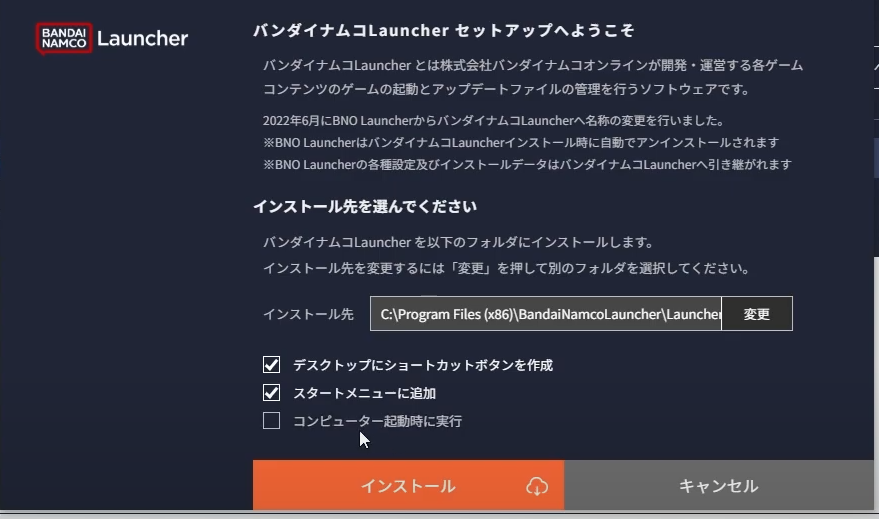 BANDAI
NAMCO Launcher
バンダイナムコLauncher セットアップへようこそ
バンダイナムコLauncher とは株式会社バンダイナムコオンラインが開発・運営する各ゲーム
コンテンツのゲームの起動とアップデートファイルの管理を行うソフトウェアです。
2022年6月にBNO LauncherからバンダイナムコLauncherへ名称の変更を行いました。
※BNO LauncherはバンダイナムコLauncherインストール時に自動でアンインストールされます
※BNO Launcherの各種設定及びインストールデータはバンダイナムコLauncherへ引き継がれます
インストール先を選んでください
バンダイナムコLauncher を以下のフォルダにインストールします。
インストール先を変更するには「変更」を押して別のフォルダを選択してください。
インストール先 C:\Program Files (x86)\BandaiNamcoLauncher\Launcher 変更
デスクトップにショートカットボタンを作成
スタートメニューに追加
コンピューター起動時に実行
インストール キャンセル